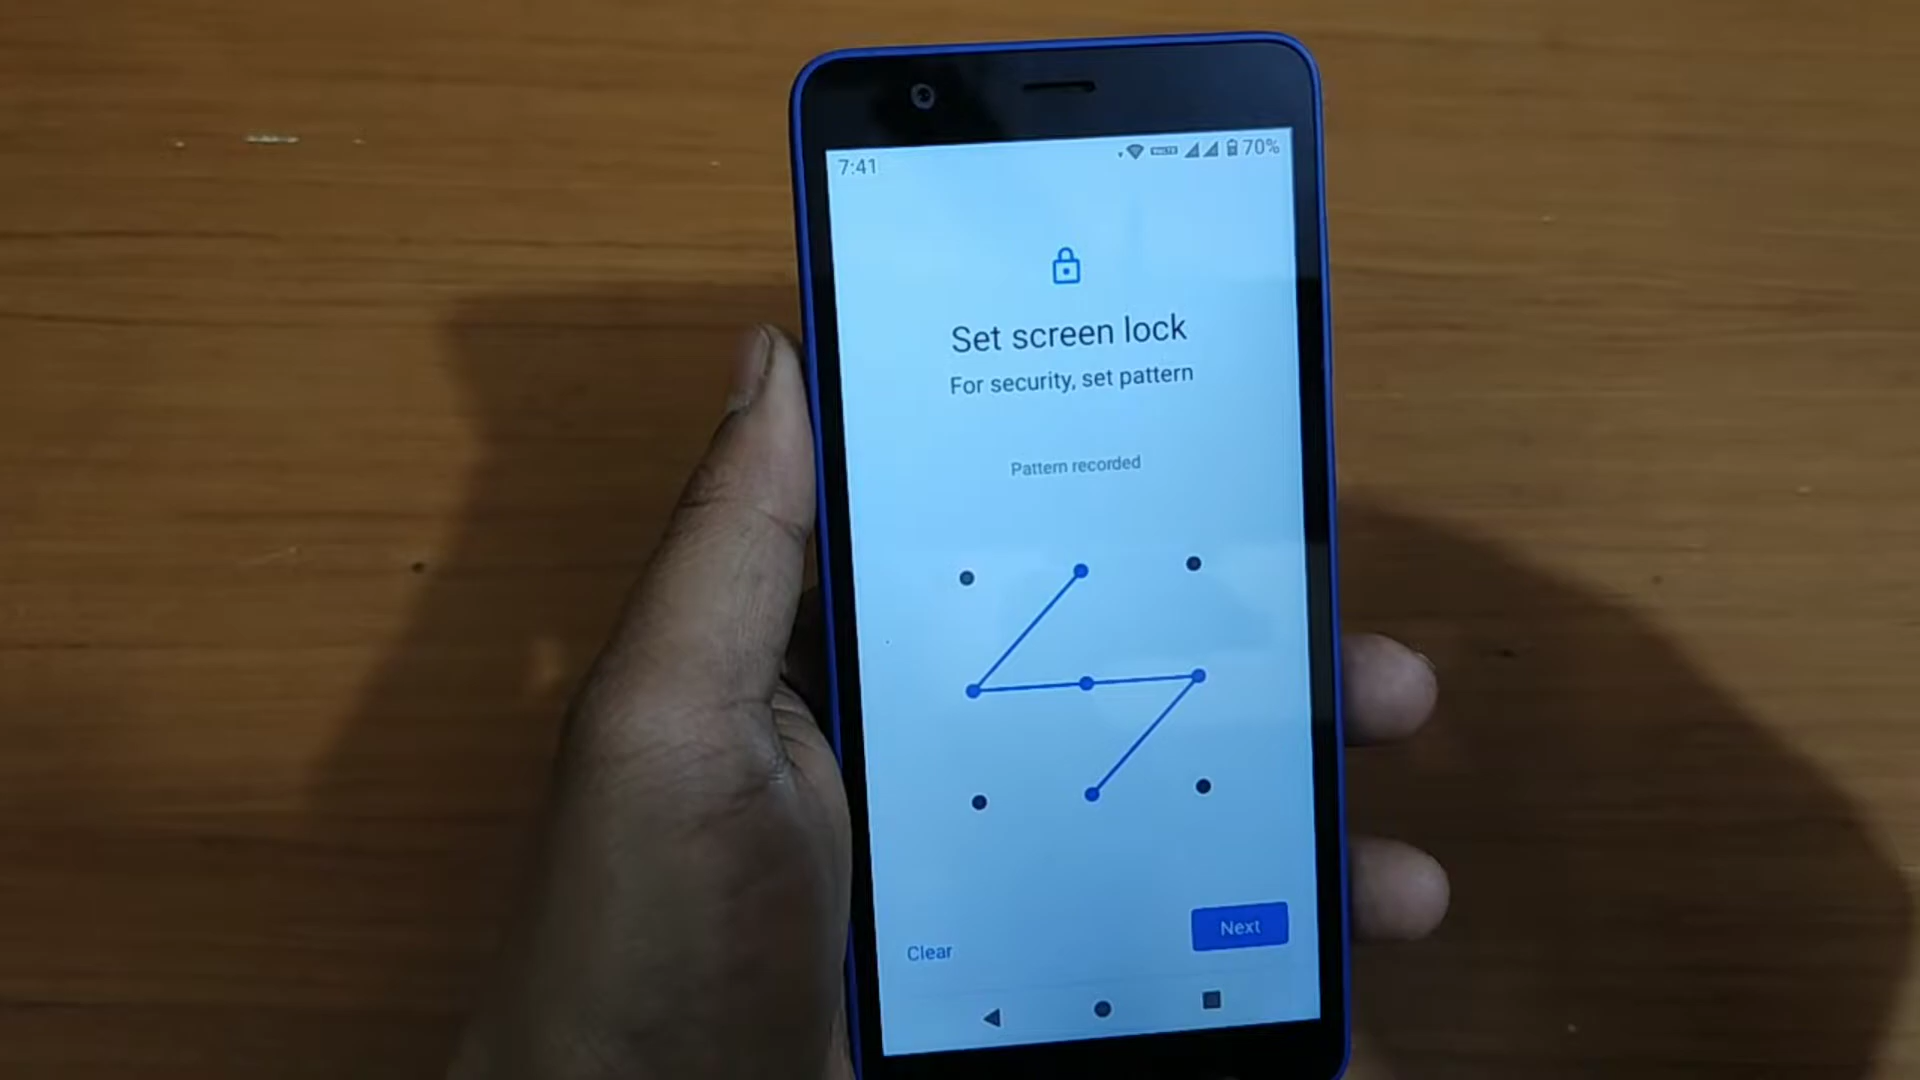 7:41
70%
Set screen lock
For security, set pattern
Pattern recorded
Next
Clear